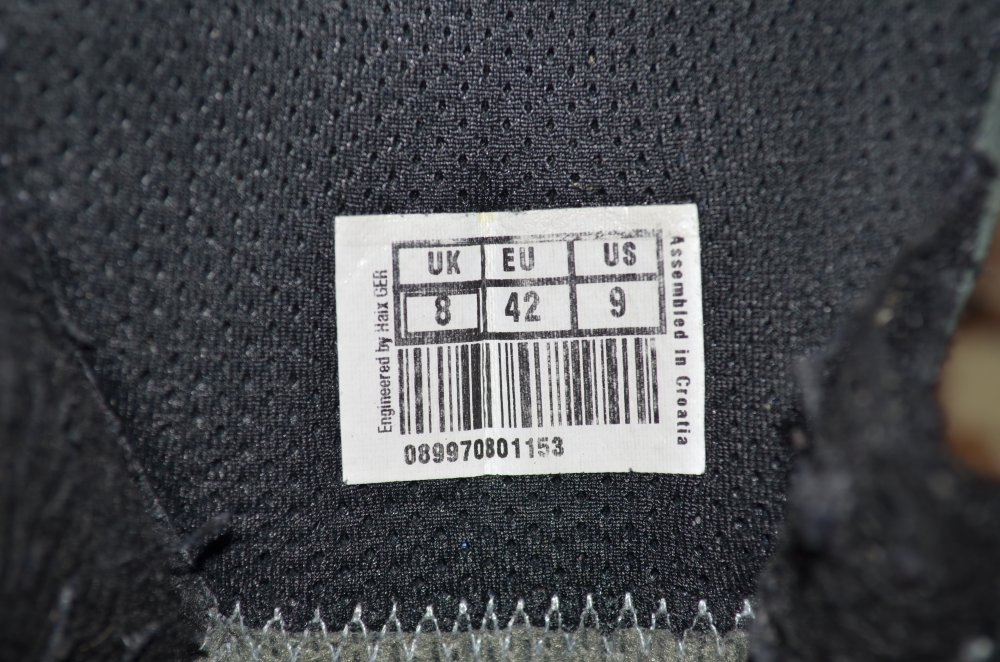 Engineered by Haix GER
UK EU US
8 42 9
089970801153
Assembled in Croatia